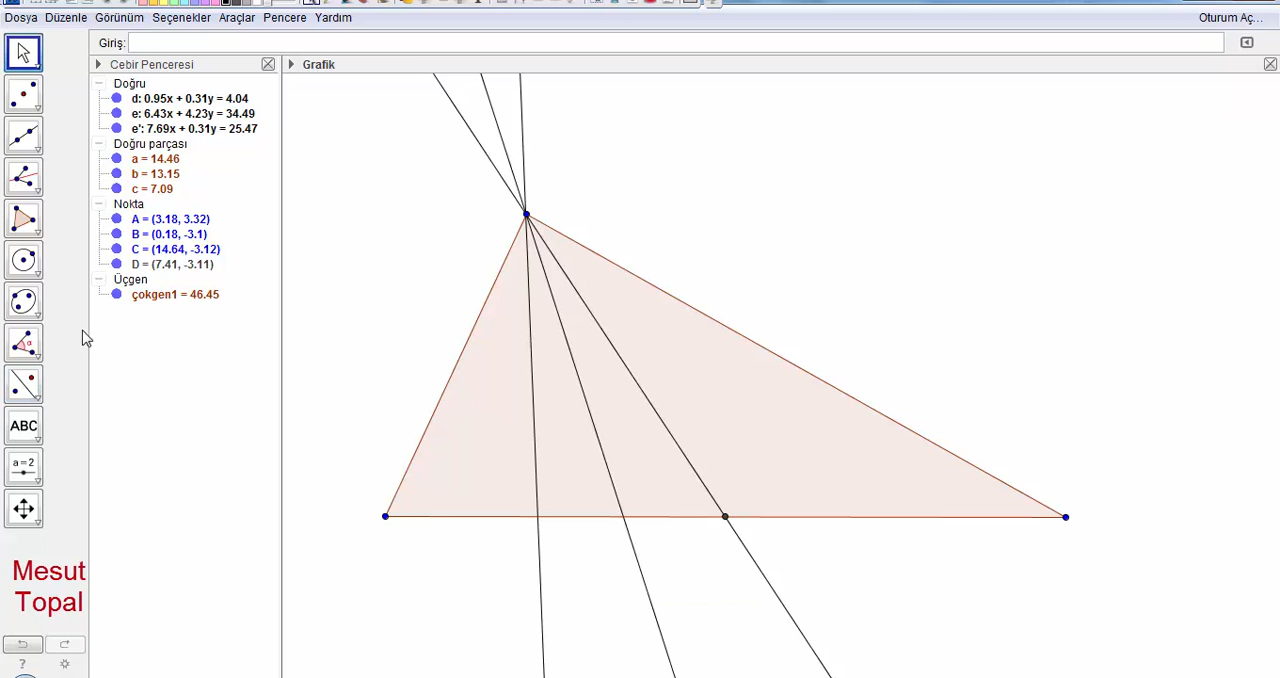 Dosya Düzenle Görünüm Seçenekler Araçlar Pencere Yardım Oturum Aç...
Giriş:
Cebir Penceresi Grafik
Doğru
d: 0.95x + 0.31y = 4.04
e: 6.43x + 4.23y = 34.49
e': 7.69x + 0.31y = 25.47
Doğru parçası
a = 14.46
b = 13.15
c = 7.09
Nokta
A = (3.18, 3.32)
B = (0.18, -3.1)
C = (14.64, -3.12)
D = (7.41, -3.11)
Üçgen
çokgen1 = 46.45
α
ABC
a=2
Mesut
Topal
?